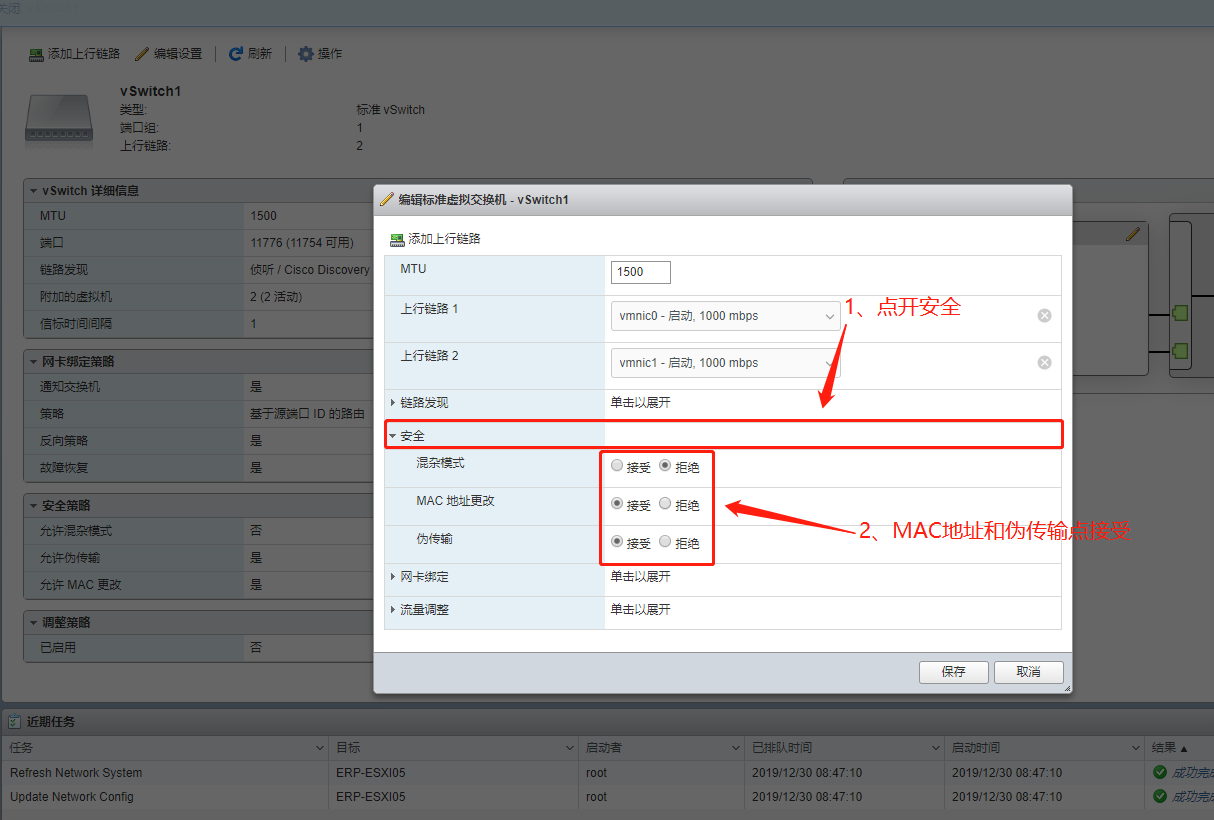 关闭
添加上行链路 编辑设置 刷新 操作
vSwitch1
类型: 标准 vSwitch
端口组: 1
上行链路: 2
vSwitch 详细信息
MTU 1500
端口 11776 (11754 可用)
链路发现 侦听 / Cisco Discovery
附加的虚拟机 2 (2 活动)
信标时间间隔 1
网卡绑定策略
通知交换机 是
策略 基于源端口 ID 的路由
反向策略 是
故障恢复 是
安全策略
允许混杂模式 否
允许伪传输 是
允许 MAC 更改 是
调整策略
已启用 否
编辑标准虚拟交换机 - vSwitch1
添加上行链路
MTU 1500
上行链路 1 vmnic0 - 启动, 1000 mbps
1、点开安全
上行链路 2 vmnic1 - 启动, 1000 mbps
链路发现 单击以展开
安全
混杂模式 接受 拒绝
MAC 地址更改 接受 拒绝
2、MAC地址和伪传输点接受
伪传输 接受 拒绝
网卡绑定 单击以展开
流量调整 单击以展开
保存 取消
近期任务
任务 目标 启动者 已排队时间 启动时间 结果 ▲
Refresh Network System ERP-ESXI05 root 2019/12/30 08:47:10 2019/12/30 08:47:10 成功完成
Update Network Config ERP-ESXI05 root 2019/12/30 08:47:10 2019/12/30 08:47:10 成功完成